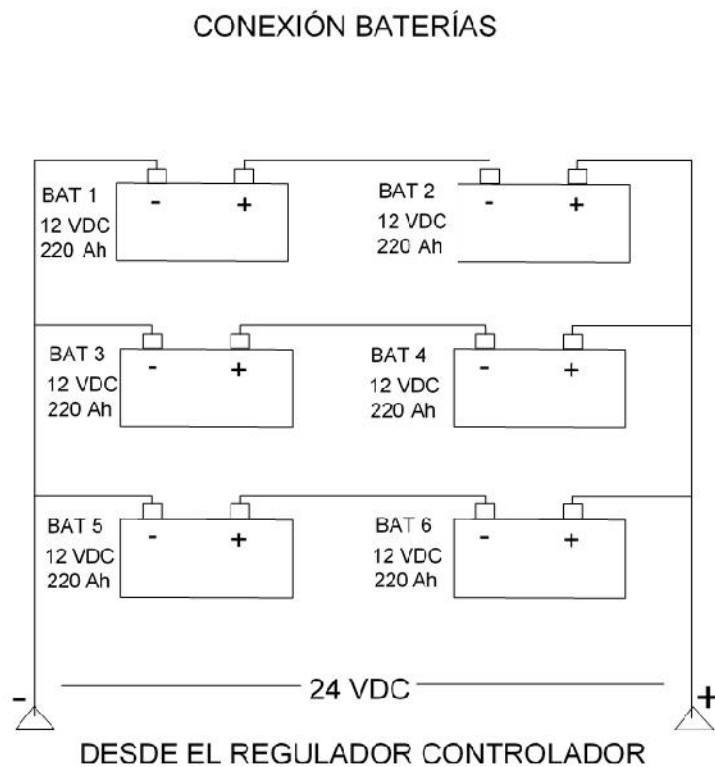 CONEXIÓN BATERÍAS
BAT 1
12 VDC
220 Ah
- +
BAT 2
12 VDC
220 Ah
- +
BAT 3
12 VDC
220 Ah
- +
BAT 4
12 VDC
220 Ah
- +
BAT 5
12 VDC
220 Ah
- +
BAT 6
12 VDC
220 Ah
- +
- 24 VDC +
DESDE EL REGULADOR CONTROLADOR